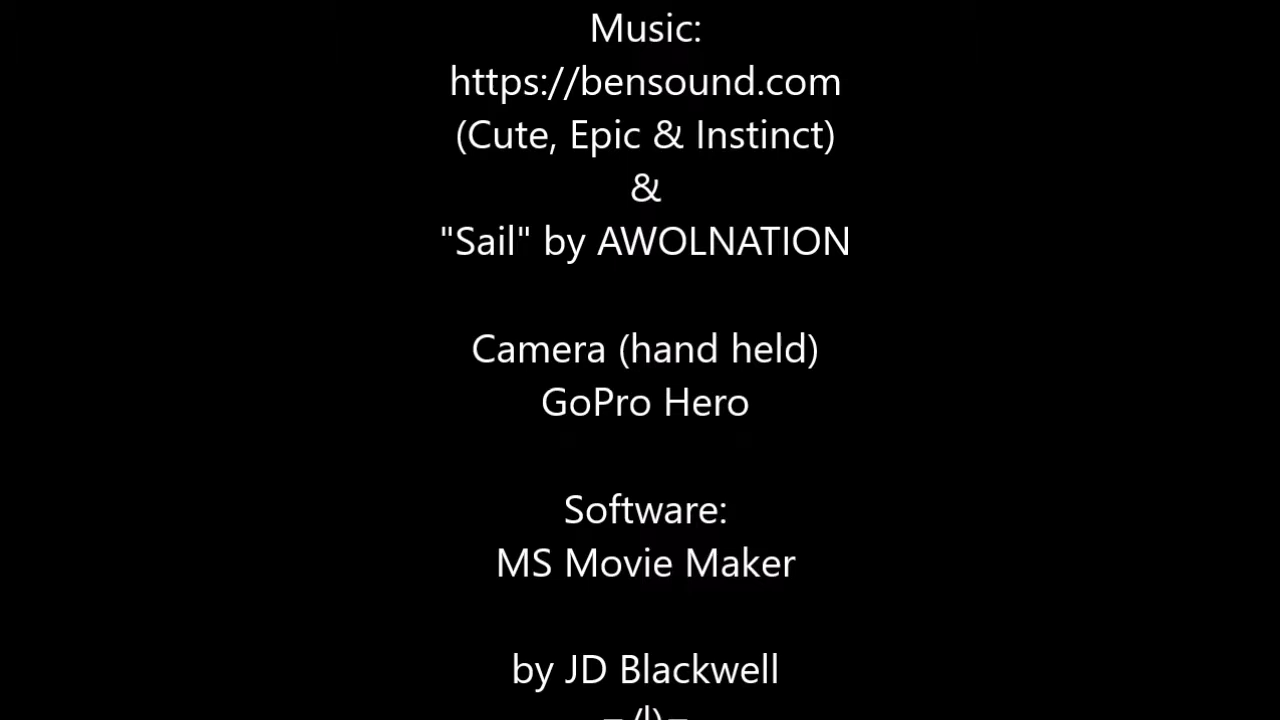 Music:
https://bensound.com
(Cute, Epic & Instinct)
&
"Sail" by AWOLNATION
Camera (hand held)
GoPro Hero
Software:
MS Movie Maker
by JD Blackwell